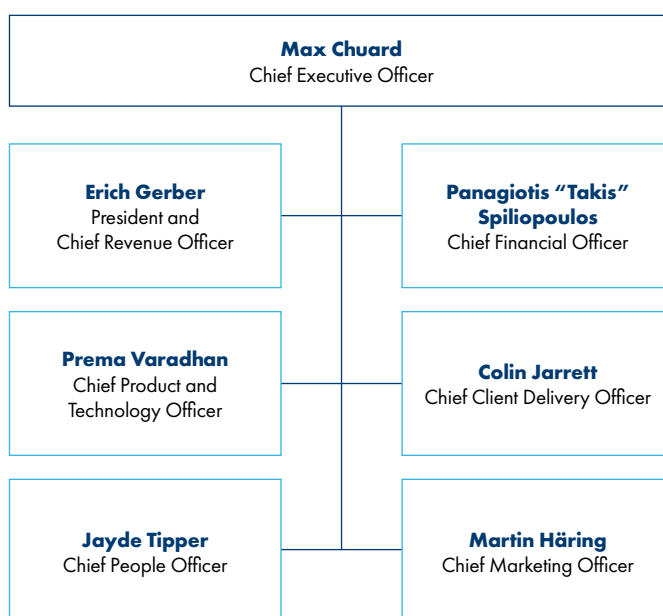 Max Chuard
Chief Executive Officer
Erich Gerber
President and
Chief Revenue Officer
Panagiotis “Takis”
Spiliopoulos
Chief Financial Officer
Prema Varadhan
Chief Product and
Technology Officer
Colin Jarrett
Chief Client Delivery Officer
Jayde Tipper
Chief People Officer
Martin Häring
Chief Marketing Officer